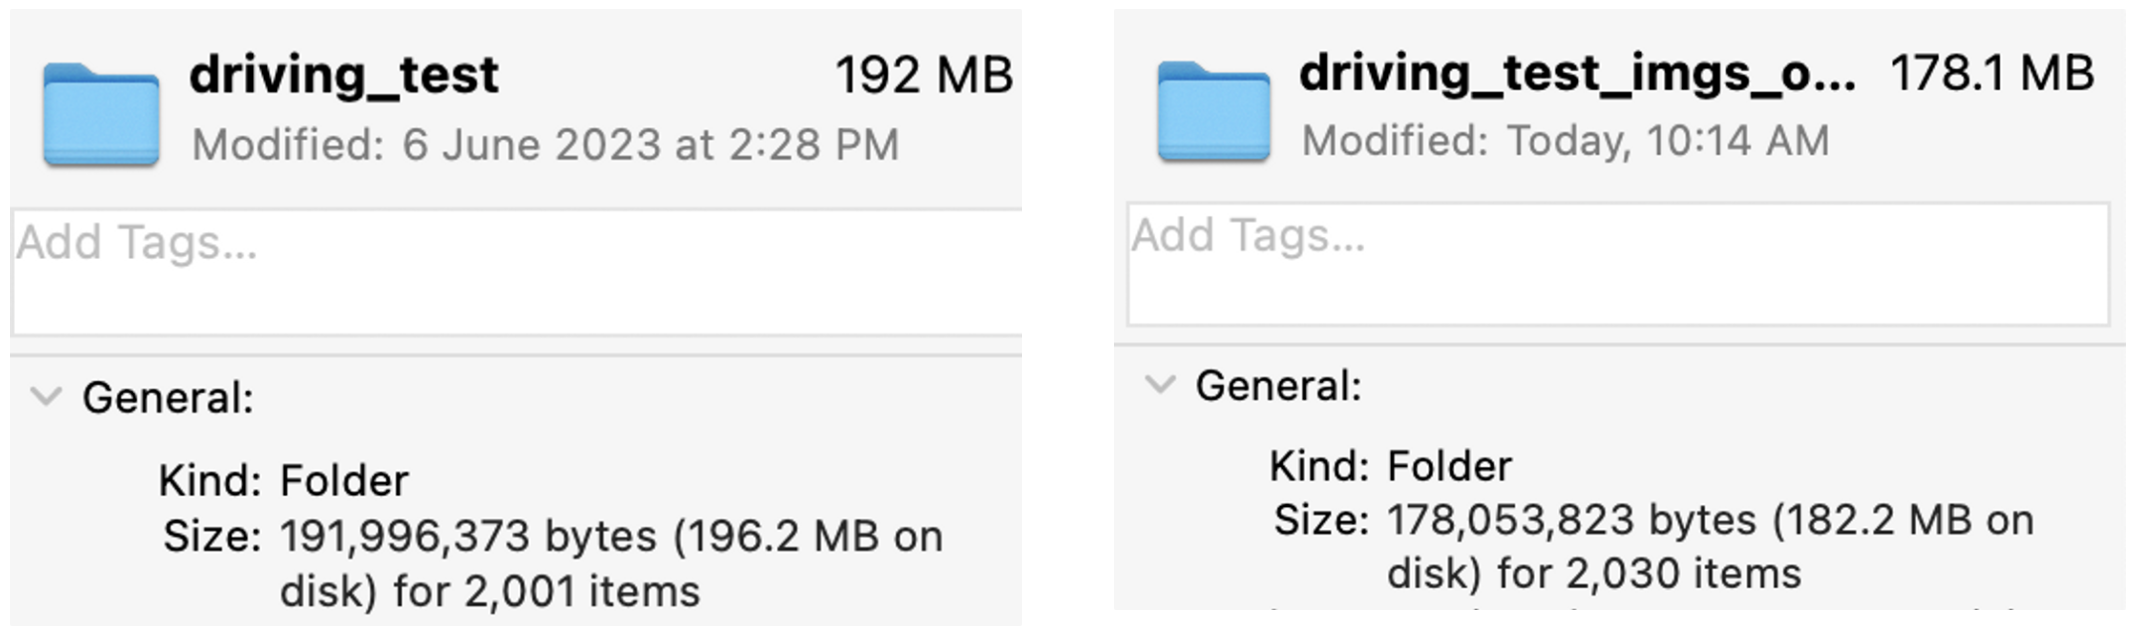 driving_test 192 MB
Modified: 6 June 2023 at 2:28 PM
Add Tags...
General:
Kind: Folder
Size: 191,996,373 bytes (196.2 MB on
disk) for 2,001 items
driving_test_imgs_o... 178.1 MB
Modified: Today, 10:14 AM
Add Tags...
General:
Kind: Folder
Size: 178,053,823 bytes (182.2 MB on
disk) for 2,030 items